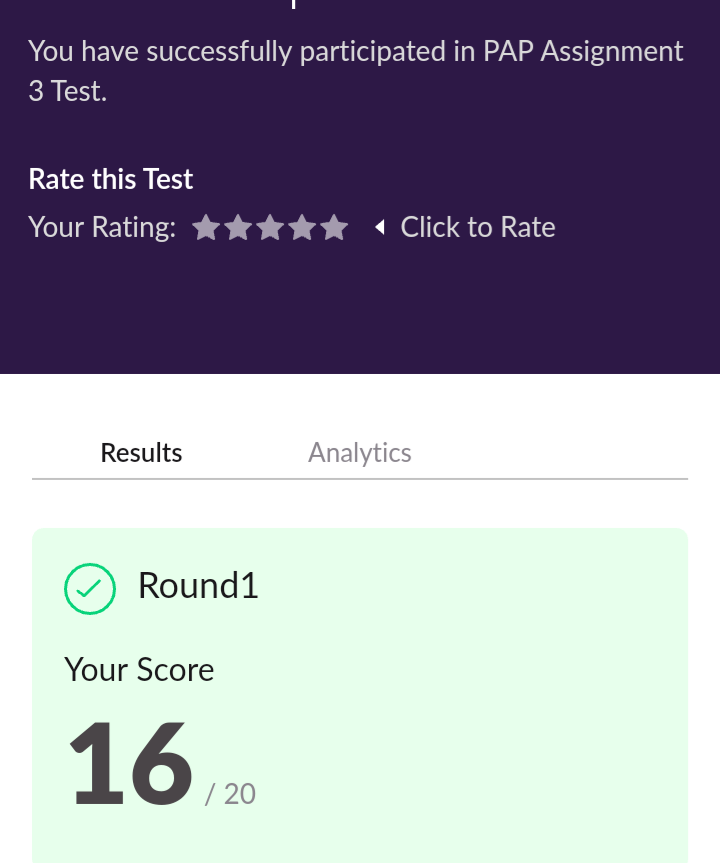 You have successfully participated in PAP Assignment
3 Test.
Rate this Test
Your Rating: Click to Rate
Results Analytics
Round1
Your Score
16 / 20